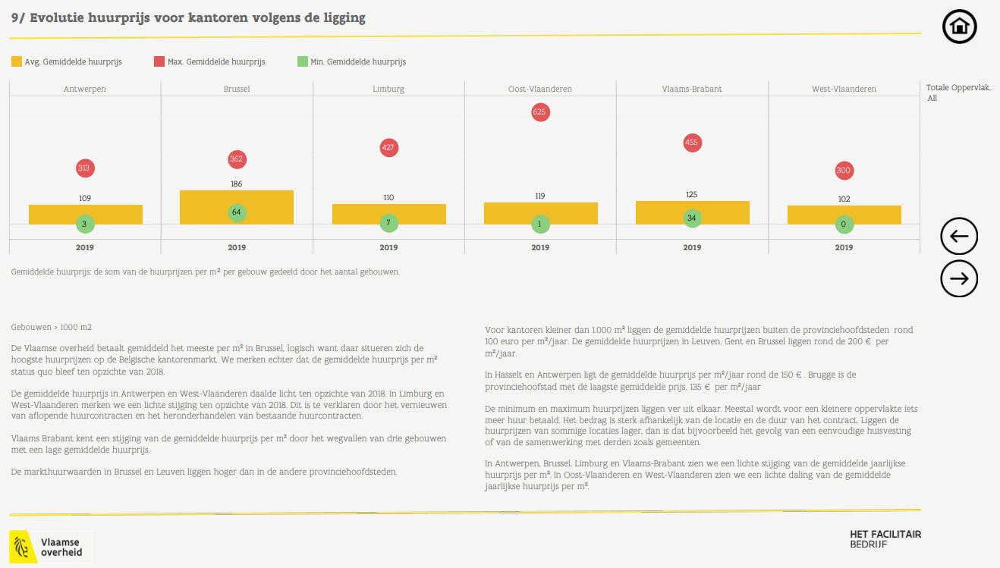 9/ Evolutie huurprijs voor kantoren volgens de ligging
Avg. Gemiddelde huurprijs
Max. Gemiddelde huurprijs
Min. Gemiddelde huurprijs
Antwerpen
Brussel
Limburg
Oost-Vlaanderen
Vlaams-Brabant
West-Vlaanderen
Totale Oppervlak..
All
313
362
427
625
455
300
109
186
110
119
125
102
3
64
7
1
34
0
2019
2019
2019
2019
2019
2019
Gemiddelde huurprijs: de som van de huurprijzen per m² per gebouw gedeeld door het aantal gebouwen.
Gebouwen > 1000 m2
De Vlaamse overheid betaalt gemiddeld het meeste per m² in Brussel, logisch want daar situeren zich de
hoogste huurprijzen op de Belgische kantorenmarkt. We merken echter dat de gemiddelde huurprijs per m²
status quo bleef ten opzichte van 2018.
De gemiddelde huurprijs in Antwerpen en West-Vlaanderen daalde licht ten opzichte van 2018. In Limburg en
West-Vlaanderen merken we een lichte stijging ten opzichte van 2018. Dit is te verklaren door het vernieuwen
van aflopende huurcontracten en het heronderhandelen van bestaande huurcontracten.
Vlaams Brabant kent een stijging van de gemiddelde huurprijs per m² door het wegvallen van drie gebouwen
met een lage gemiddelde huurprijs.
De markthuurwaarden in Brussel en Leuven liggen hoger dan in de andere provinciehoofdsteden.
Voor kantoren kleiner dan 1.000 m² liggen de gemiddelde huurprijzen buiten de provinciehoofdsteden rond
100 euro per m²/jaar. De gemiddelde huurprijzen in Leuven, Gent en Brussel liggen rond de 200 € per
m²/jaar.
In Hasselt en Antwerpen ligt de gemiddelde huurprijs per m²/jaar rond de 150 € . Brugge is de
provinciehoofstad met de laagste gemiddelde prijs, 135 € per m²/jaar
De minimum en maximum huurprijzen liggen ver uit elkaar. Meestal wordt voor een kleinere oppervlakte iets
meer huur betaald. Het bedrag is sterk afhankelijk van de locatie en de duur van het contract. Liggen de
huurprijzen van sommige locaties lager, dan is dat bijvoorbeeld het gevolg van een eenvoudige huisvesting
of van de samenwerking met derden zoals gemeenten.
In Antwerpen, Brussel, Limburg en Vlaams-Brabant zien we een lichte stijging van de gemiddelde jaarlijkse
huurprijs per m². In Oost-Vlaanderen en West-Vlaanderen zien we een lichte daling van de gemiddelde
jaarlijkse huurprijs per m².
Vlaamse
overheid
HET FACILITAIR
BEDRIJF